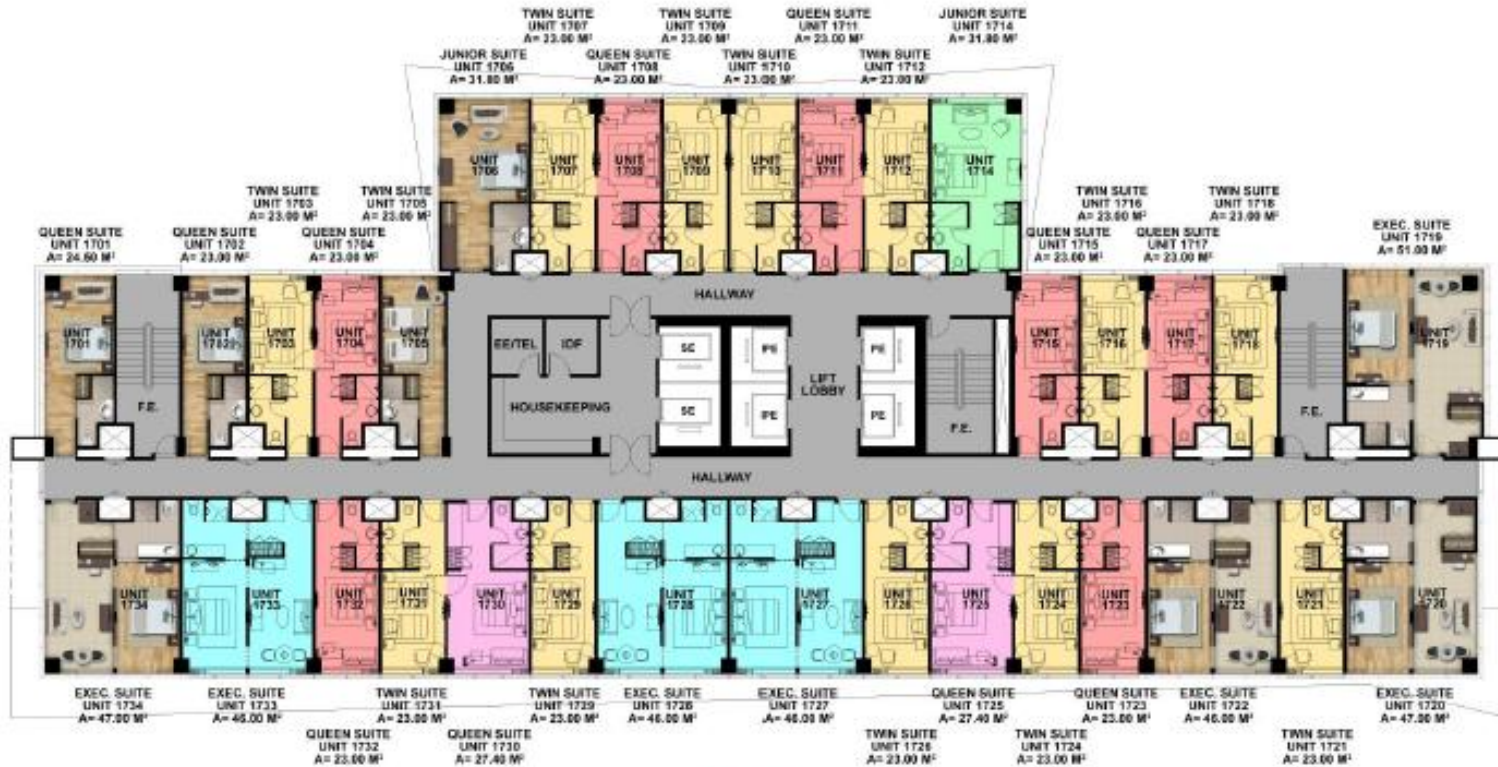 TWIN SUITE
UNIT 1707
A= 23.00 M²
TWIN SUITE
UNIT 1709
A= 23.00 M²
QUEEN SUITE
UNIT 1711
A= 23.00 M²
JUNIOR SUITE
UNIT 1714
A= 31.80 M²
JUNIOR SUITE
UNIT 1706
A= 31.80 M²
QUEEN SUITE
UNIT 1708
A= 23.00 M²
TWIN SUITE
UNIT 1710
A= 23.00 M²
TWIN SUITE
UNIT 1712
A= 23.00 M²
UNIT
1706
UNIT
1707
UNIT
1708
UNIT
1709
UNIT
1710
UNIT
1711
UNIT
1712
UNIT
1714
TWIN SUITE
UNIT 1703
A= 23.00 M²
TWIN SUITE
UNIT 1705
A= 23.00 M²
TWIN SUITE
UNIT 1716
A= 23.00 M²
TWIN SUITE
UNIT 1718
A= 23.00 M²
QUEEN SUITE
UNIT 1701
A= 24.60 M²
QUEEN SUITE
UNIT 1702
A= 23.00 M²
QUEEN SUITE
UNIT 1704
A= 23.00 M²
QUEEN SUITE
UNIT 1715
A= 23.00 M²
QUEEN SUITE
UNIT 1717
A= 23.00 M²
EXEC. SUITE
UNIT 1719
A= 51.00 M²
HALLWAY
UNIT
1701
UNIT
1702
UNIT
1703
UNIT
1704
UNIT
1705
EE/TEL
IDF
SE
PE
PE
UNIT
1715
UNIT
1716
UNIT
1717
UNIT
1718
UNIT
1719
LIFT
LOBBY
F.E.
HOUSEKEEPING
SE
PE
PE
F.E.
F.E.
HALLWAY
UNIT
1734
UNIT
1733
UNIT
1732
UNIT
1731
UNIT
1730
UNIT
1729
UNIT
1728
UNIT
1727
UNIT
1726
UNIT
1725
UNIT
1724
UNIT
1723
UNIT
1722
UNIT
1721
UNIT
1720
EXEC. SUITE
UNIT 1734
A= 47.00 M²
EXEC. SUITE
UNIT 1733
A= 46.00 M²
TWIN SUITE
UNIT 1731
A= 23.00 M²
TWIN SUITE
UNIT 1729
A= 23.00 M²
EXEC. SUITE
UNIT 1728
A= 46.00 M²
EXEC. SUITE
UNIT 1727
A= 46.00 M²
QUEEN SUITE
UNIT 1725
A= 27.40 M²
QUEEN SUITE
UNIT 1723
A= 23.00 M²
EXEC. SUITE
UNIT 1722
A= 46.00 M²
EXEC. SUITE
UNIT 1720
A= 47.00 M²
QUEEN SUITE
UNIT 1732
A= 23.00 M²
QUEEN SUITE
UNIT 1730
A= 27.40 M²
TWIN SUITE
UNIT 1726
A= 23.00 M²
TWIN SUITE
UNIT 1724
A= 23.00 M²
TWIN SUITE
UNIT 1721
A= 23.00 M²